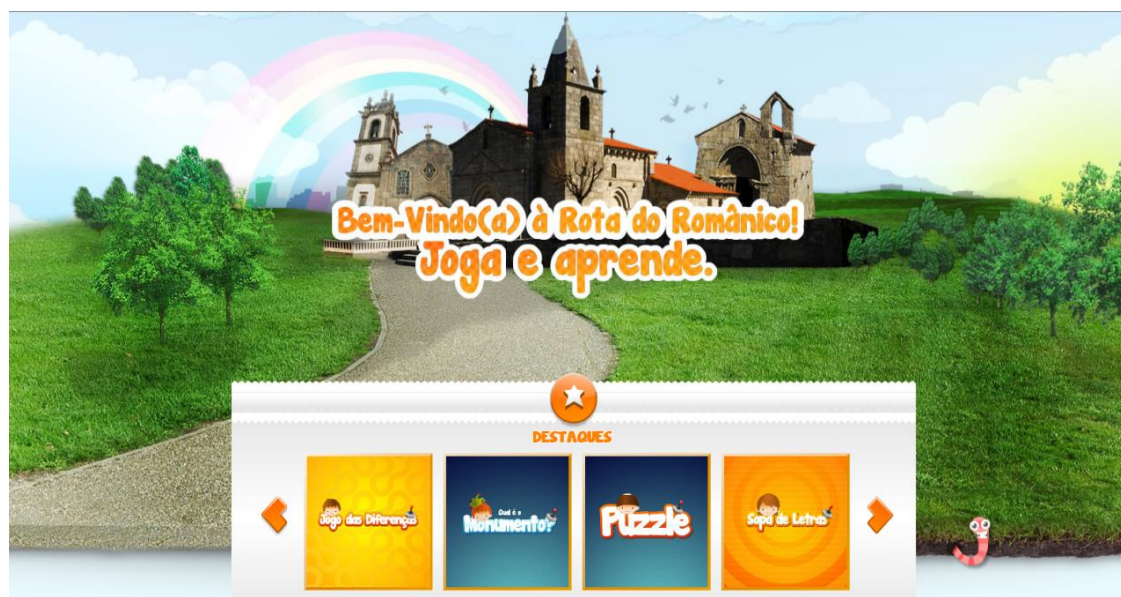 Bem-Vindo(a) à Rota do Românico!
Joga e aprende.
DESTAQUES
Jogo das Diferenças
Qual é o
Monumento?
Puzzle
Sopa de Letras